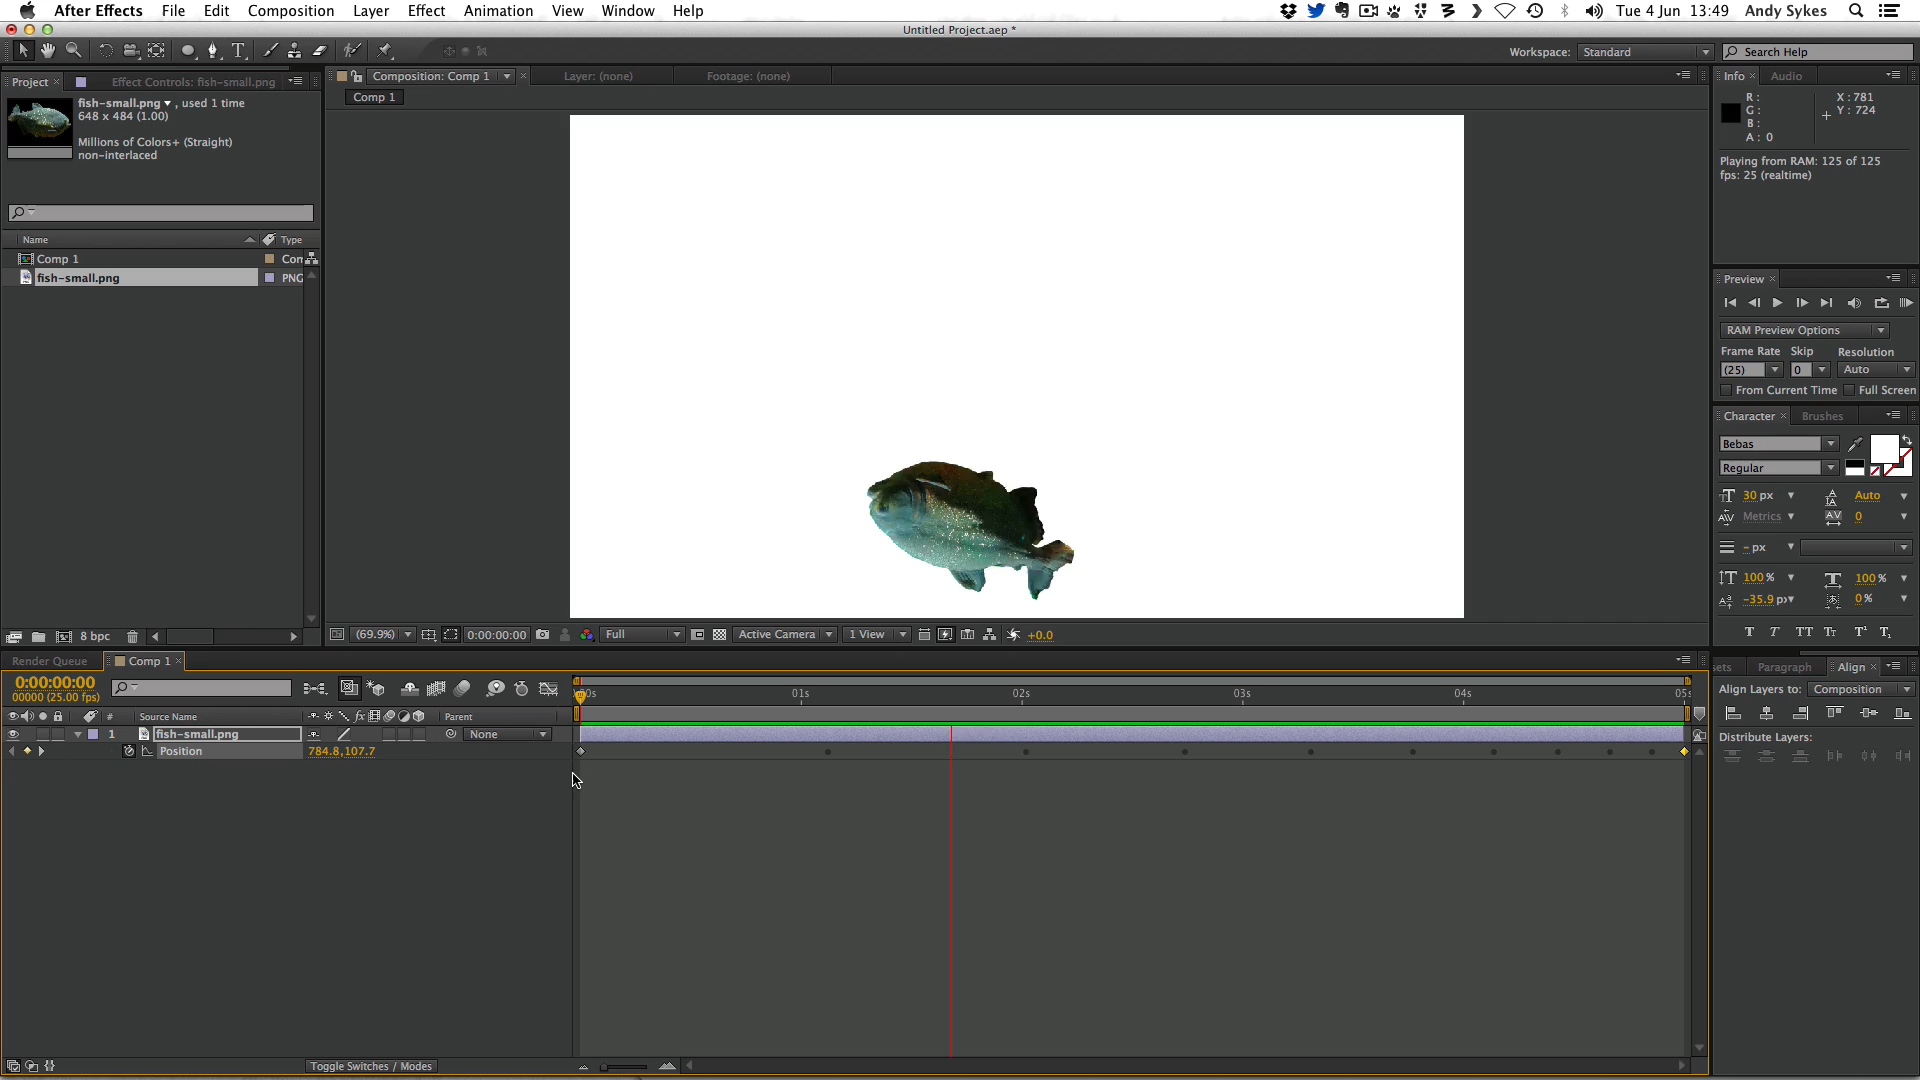 After Effects File Edit Composition Layer Effect Animation View Window Help Tue 4 Jun 13:49 Andy Sykes
Untitled Project.aep *
Workspace: Standard Search Help
Project Effect Controls: fish-small.png
Composition: Comp 1 Layer: (none) Footage: (none)
Comp 1
fish-small.png , used 1 time
648 x 484 (1.00)
Millions of Colors+ (Straight)
non-interlaced
Name Type
Comp 1
fish-small.png PNG
8 bpc
(69.9%) 0:00:00:00 Full Active Camera 1 View +0.0
Info Audio
R: X: 781
G: Y: 724
B:
A: 0
Playing from RAM: 125 of 125
fps: 25 (realtime)
Preview
RAM Preview Options
Frame Rate Skip Resolution
(25) 0 Auto
From Current Time Full Screen
Character Brushes
Bebas
Regular
30 px Auto
Metrics 0
- px
100 % 100 %
-35.9 px 0 %
T T TT Tt T¹ T₁
Render Queue Comp 1
0:00:00:00
00000 (25.00 fps)
01s 02s 03s 04s
# Source Name fx Parent
1 fish-small.png None
Position 784.8,107.7
Toggle Switches / Modes
Paragraph Align
Align Layers to: Composition
Distribute Layers: